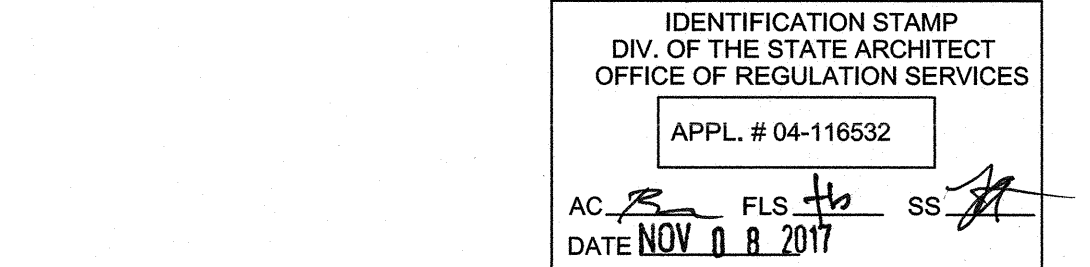 IDENTIFICATION STAMP
DIV. OF THE STATE ARCHITECT
OFFICE OF REGULATION SERVICES
APPL. # 04-116532
AC FLS SS
DATE NOV 08 2017